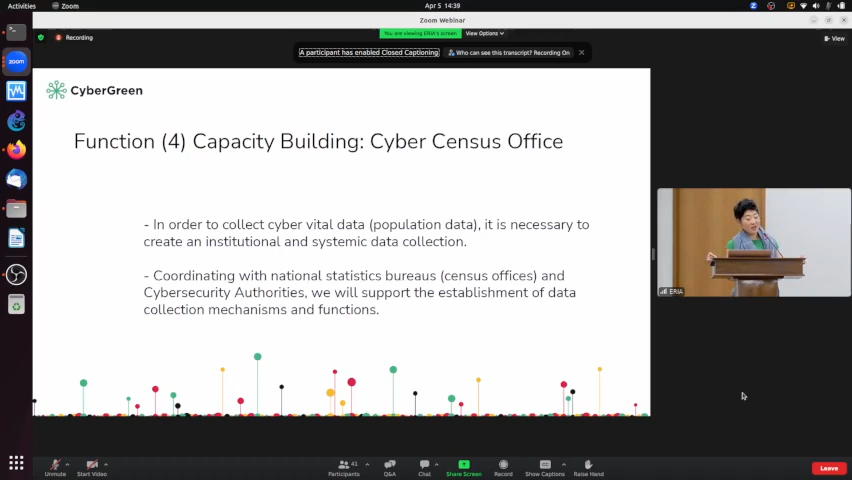 Activities
Zoom
Apr 5 14:39
Zoom Webinar
Recording
You are viewing ERIA's screen
View Options
View
A participant has enabled Closed Captioning
Who can see this transcript? Recording On
CyberGreen
Function (4) Capacity Building: Cyber Census Office
- In order to collect cyber vital data (population data), it is necessary to
create an institutional and systemic data collection.
- Coordinating with national statistics bureaus (census offices) and
Cybersecurity Authorities, we will support the establishment of data
collection mechanisms and functions.
ERIA
Unmute
Start Video
Participants
41
Q&A
Chat
Share Screen
Record
Show Captions
Raise Hand
Leave